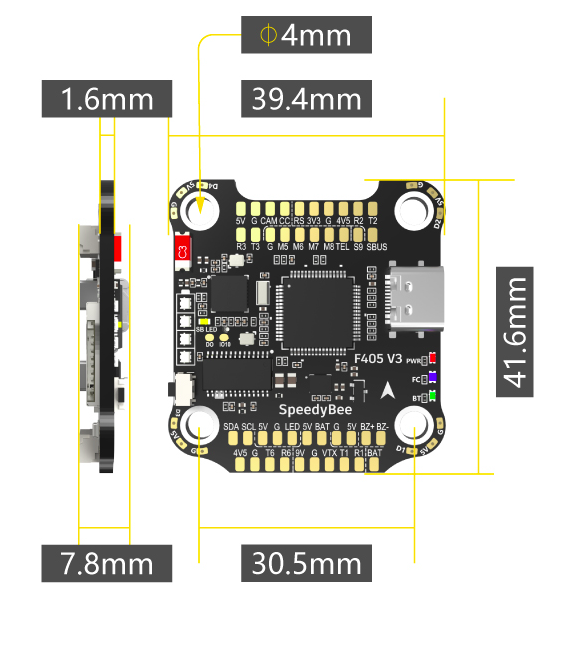 ϕ4mm
1.6mm
39.4mm
G 5V D4
G 5V D2
5V G CAM CC RS 3V3 G 4V5 R2 T2
R3 T3 G M5 M6 M7 M8 TEL S9 SBUS
C3
SB LED
DO IO19
F405 V3
PWR
FC
BT
41.6mm
SpeedyBee
D3 5V G
D1 5V G
SDA SCL 5V G LED 5V BAT G 5V BZ+ BZ-
4V5 G T6 R6 9V G VTX T1 R1 BAT
7.8mm
30.5mm